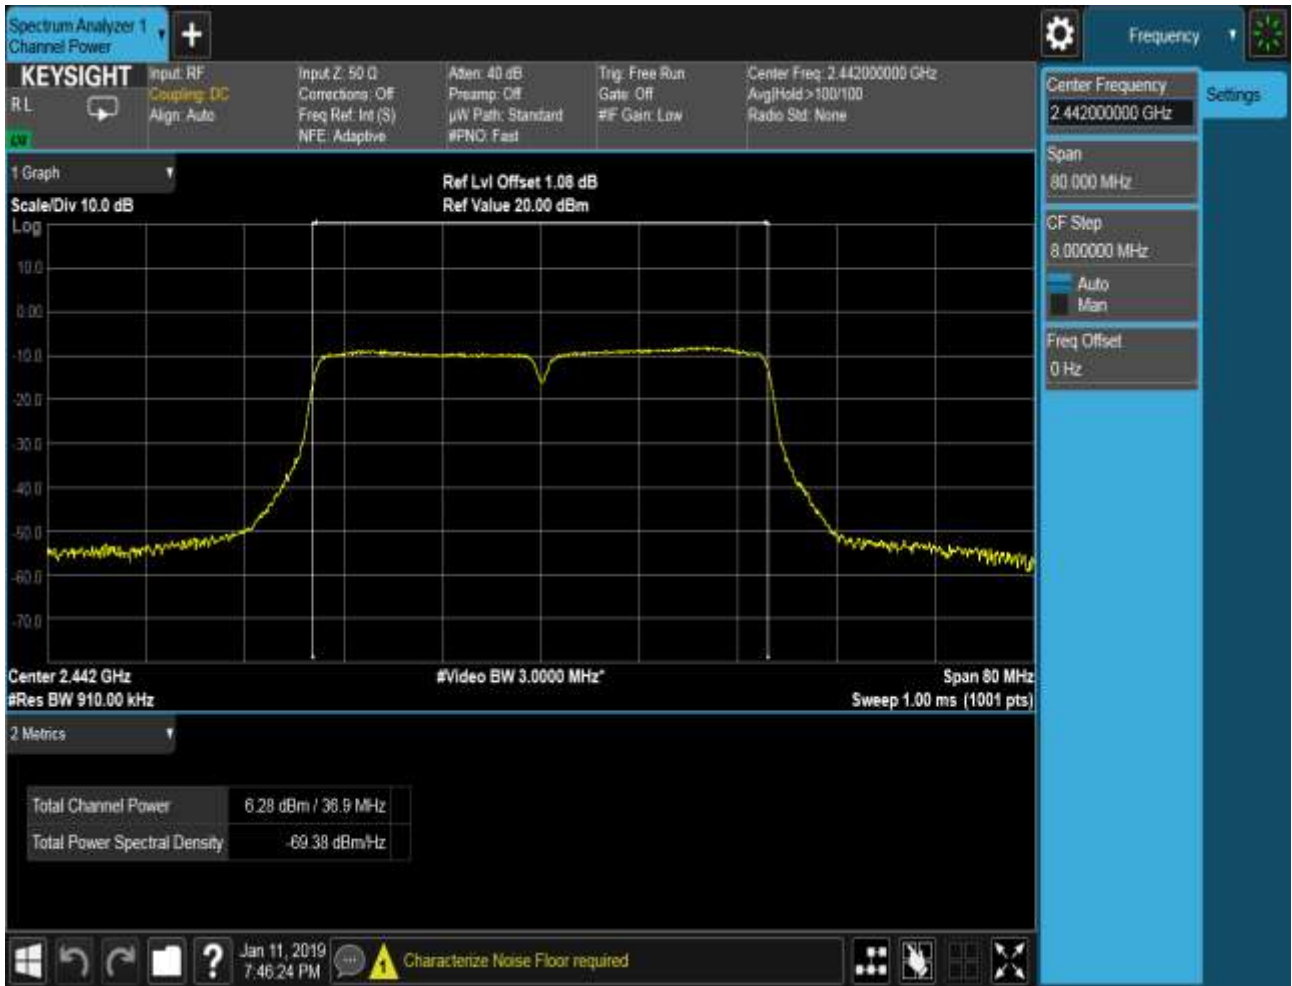 Spectrum Analyzer 1
Channel Power
+
Frequency
KEYSIGHT
R L
Input: RF
Coupling: DC
Align: Auto
Input Z: 50 Ω
Corrections: Off
Freq Ref: Int (S)
NFE: Adaptive
Atten: 40 dB
Preamp: Off
µW Path: Standard
#PNO: Fast
Trig: Free Run
Gate: Off
#IF Gain: Low
Center Freq: 2.442000000 GHz
Avg|Hold:>100/100
Radio Std: None
Center Frequency
2.442000000 GHz
Settings
Span
80.000 MHz
CF Step
8.000000 MHz
Auto
Man
Freq Offset
0 Hz
1 Graph
Scale/Div 10.0 dB
Ref Lvl Offset 1.08 dB
Ref Value 20.00 dBm
Log
10.0
0.00
-10.0
-20.0
-30.0
-40.0
-50.0
-60.0
-70.0
Center 2.442 GHz
#Video BW 3.0000 MHz*
Span 80 MHz
#Res BW 910.00 kHz
Sweep 1.00 ms (1001 pts)
2 Metrics
Total Channel Power 6.28 dBm / 36.9 MHz
Total Power Spectral Density -69.38 dBm/Hz
?
Jan 11, 2019
7:46:24 PM
1
Characterize Noise Floor required